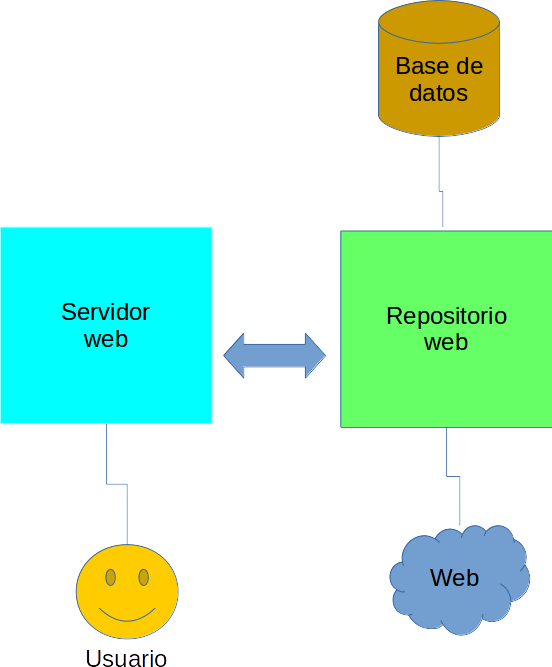 Base de
datos
Servidor
web
Repositorio
web
Web
Usuario